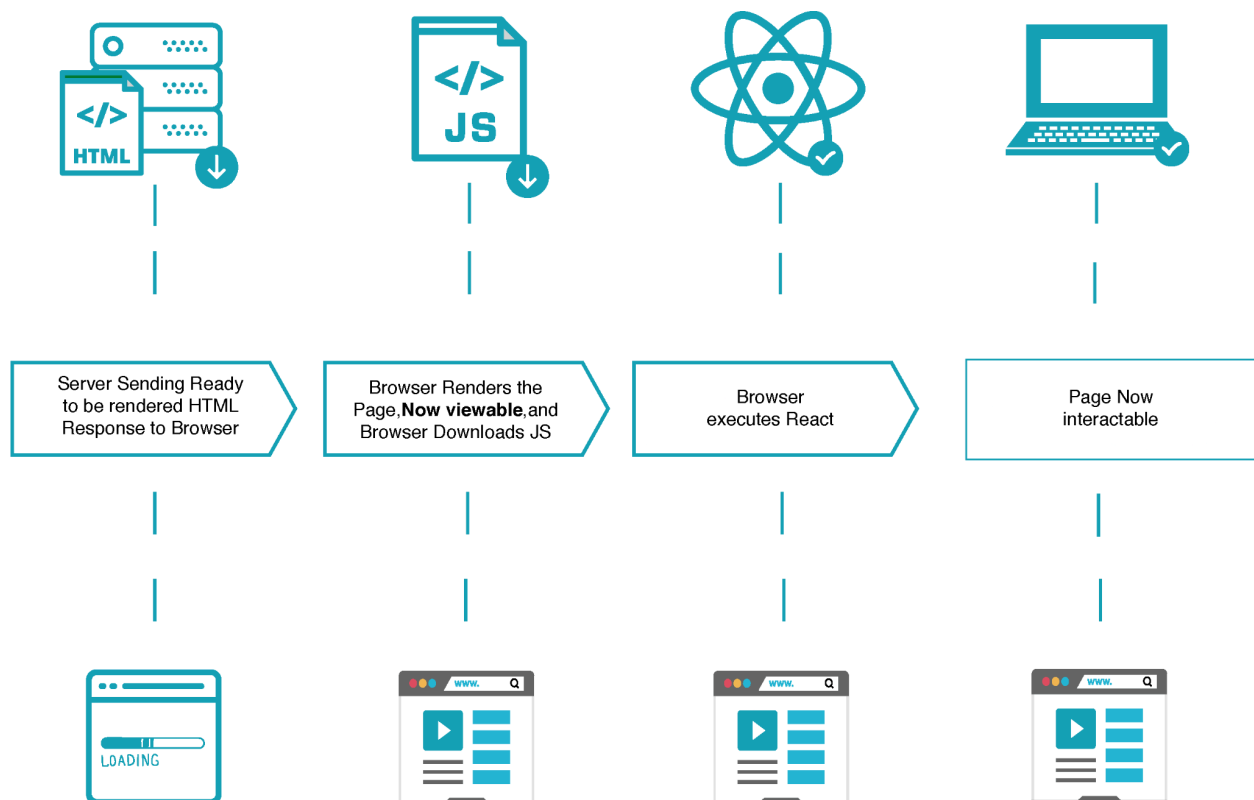 </>
HTML
</>
JS
Server Sending Ready
to be rendered HTML
Response to Browser
Browser Renders the
Page,Now viewable,and
Browser Downloads JS
Browser
executes React
Page Now
interactable
LOADING
www.
www.
www.